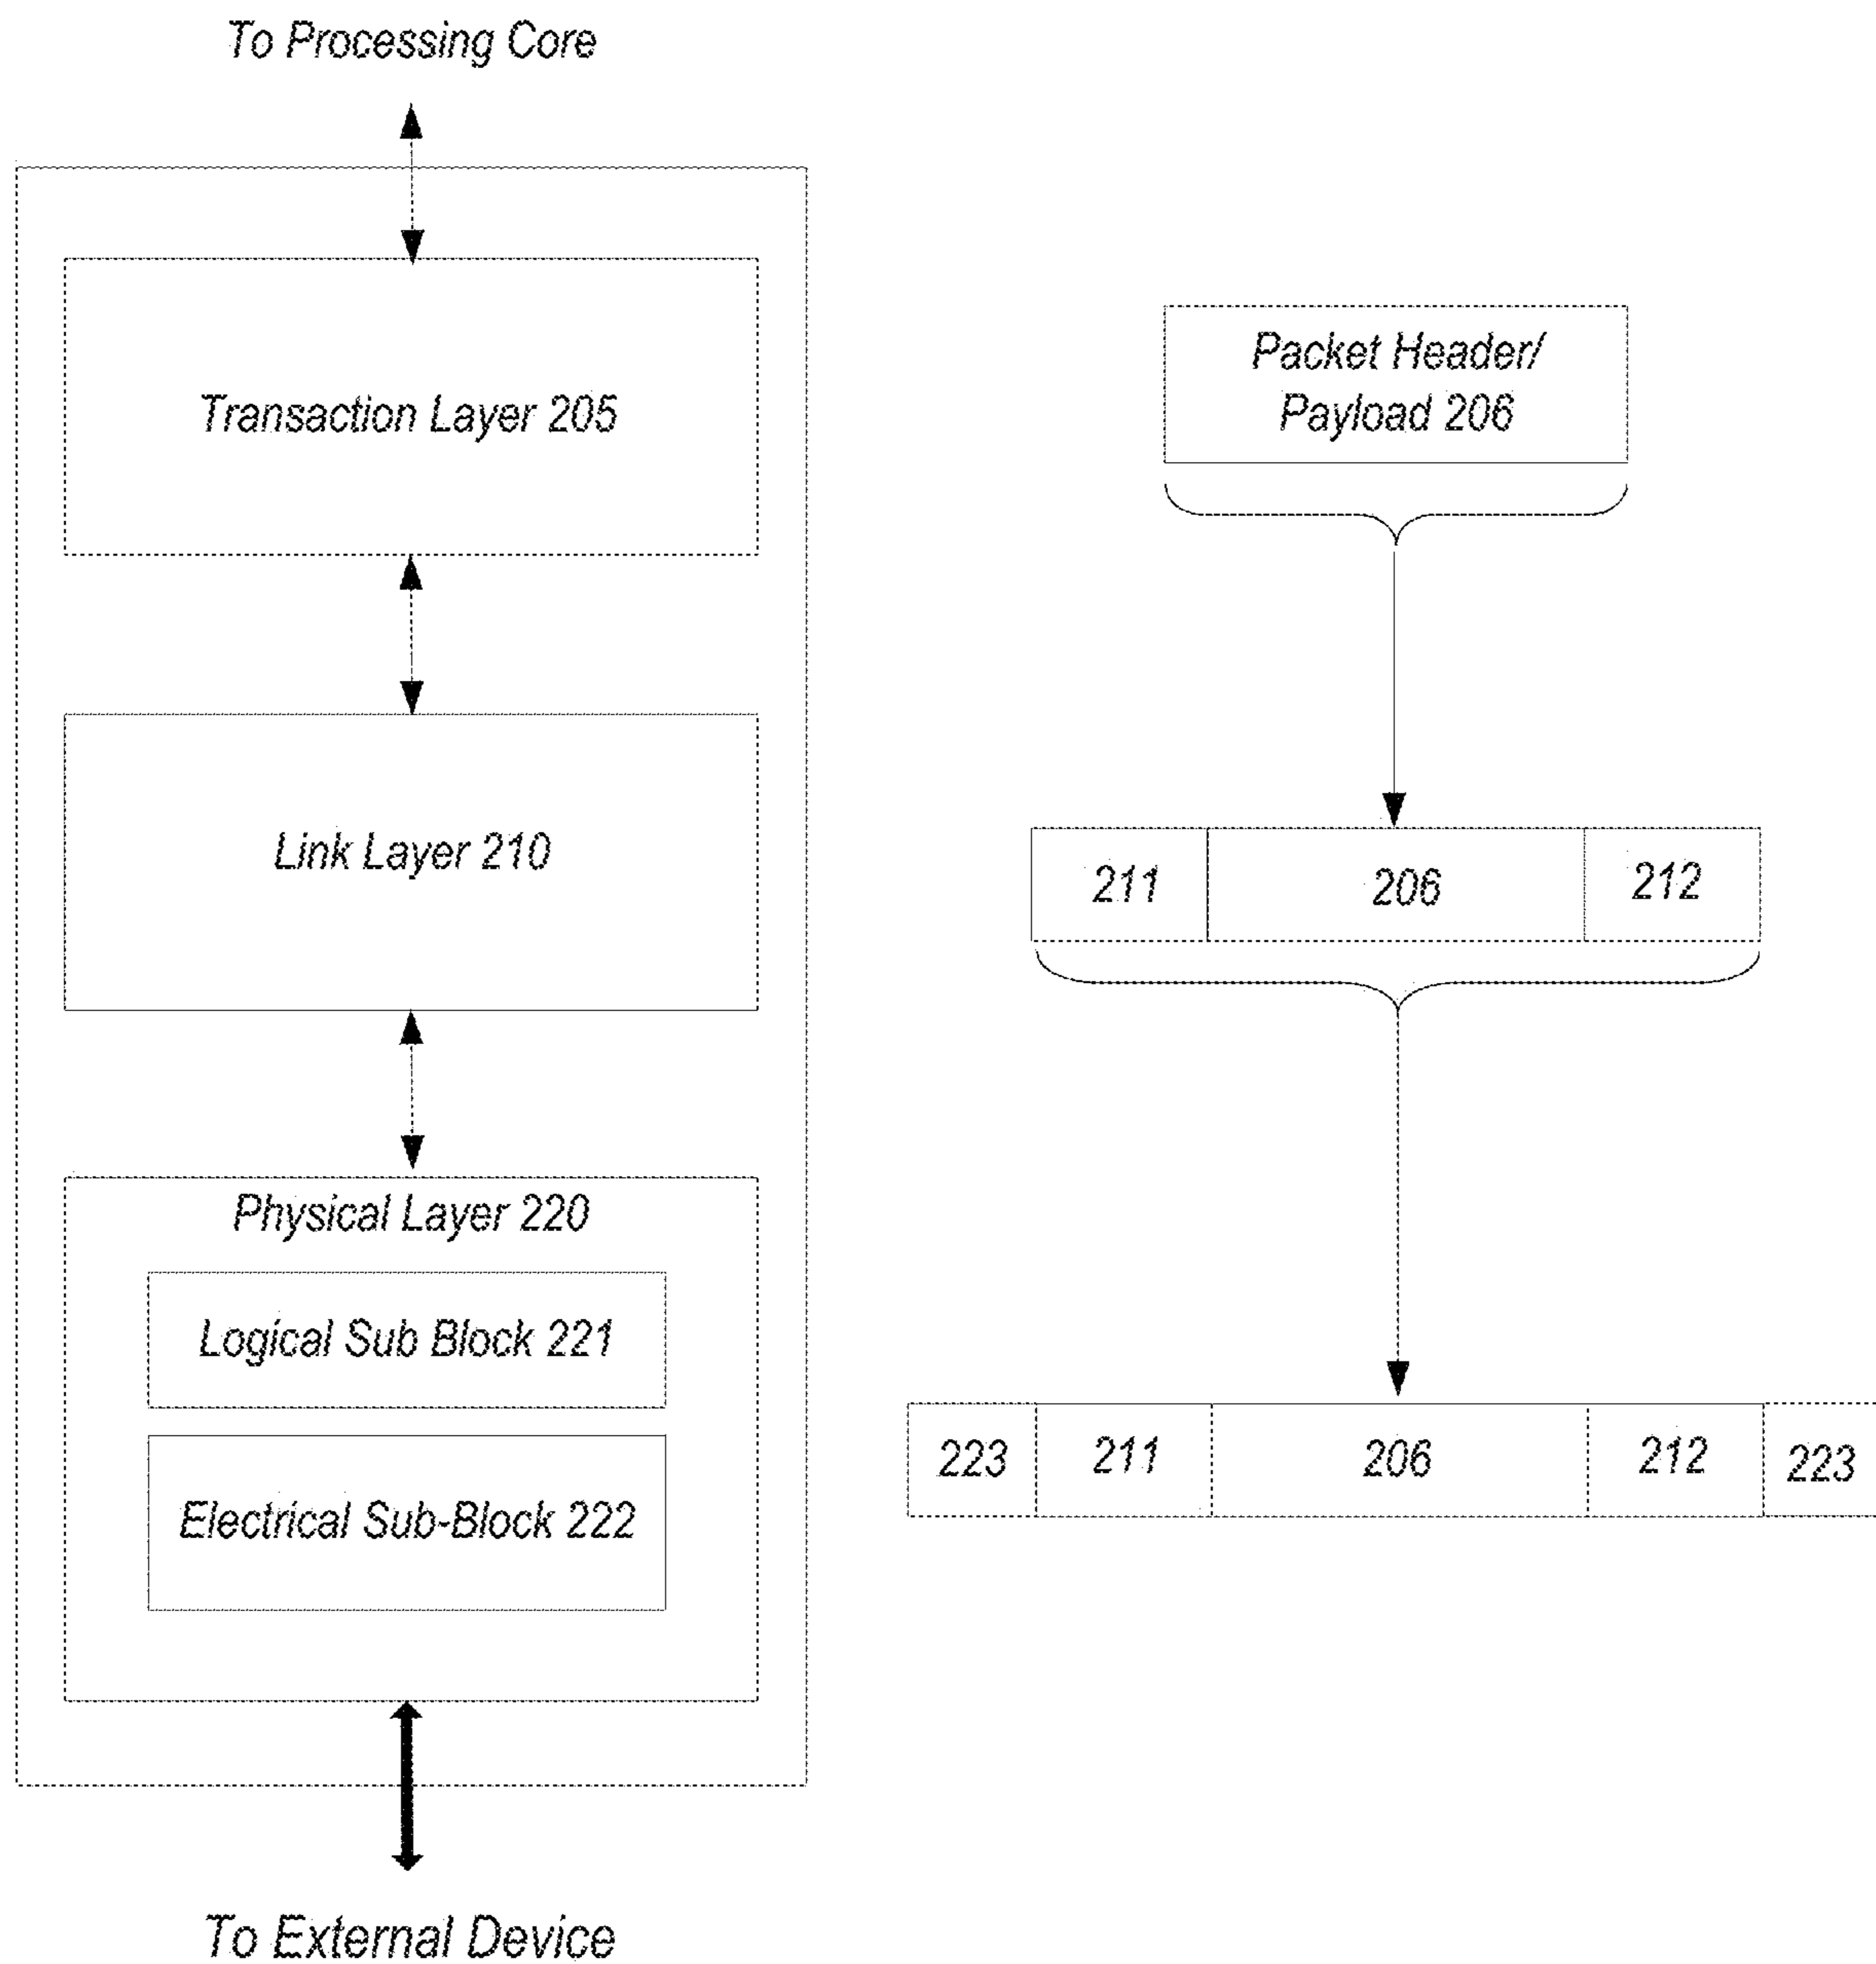 To Processing Core
Transaction Layer 205
Packet Header/
Payload 206
Link Layer 210
211 206 212
Physical Layer 220
Logical Sub Block 221
Electrical Sub-Block 222
223 211 206 212 223
To External Device